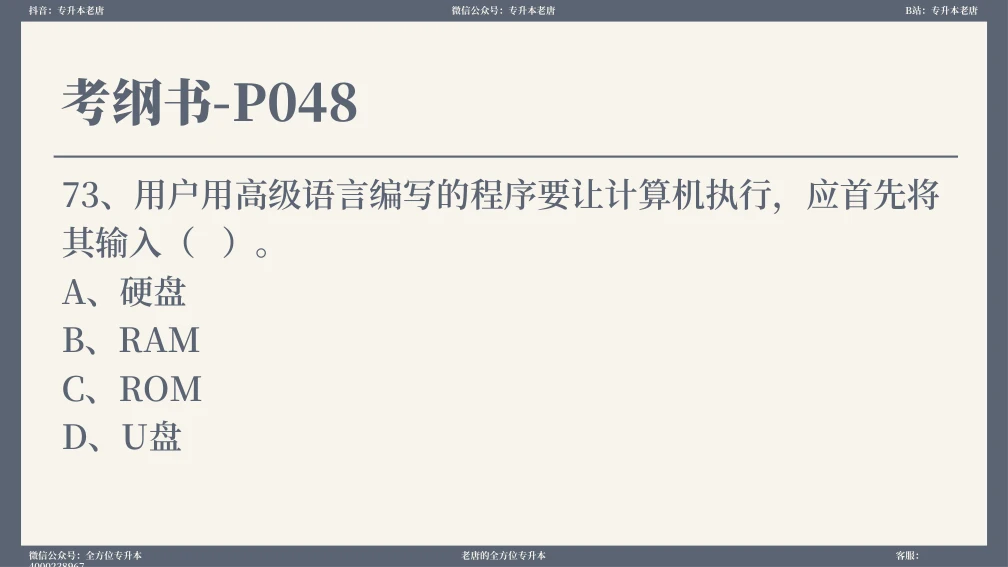 抖音：专升本老唐
微信公众号：专升本老唐
B站：专升本老唐
考纲书-P048
73、用户用高级语言编写的程序要让计算机执行，应首先将
其输入（ ）。
A、硬盘
B、RAM
C、ROM
D、U盘
微信公众号：全方位专升本
老唐的全方位专升本
客服：
4000238967